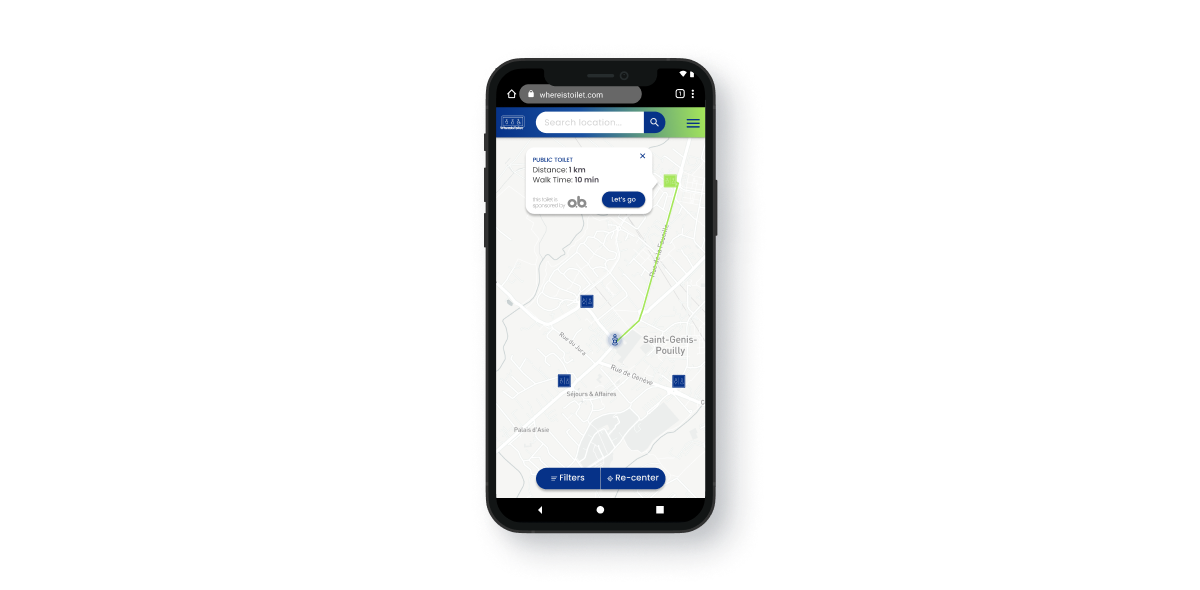 whereistoilet.com
1
WhereisToilet
Search location...
PUBLIC TOILET
Distance: 1 km
Walk Time: 10 min
this toilet is
sponsored by o.b.
Let's go
Rue de la Faucille
Rue du Jura
Saint-Genis-
Pouilly
Rue de Genève
Séjours & Affaires
Palais d'Asie
C
Filters
Re-center